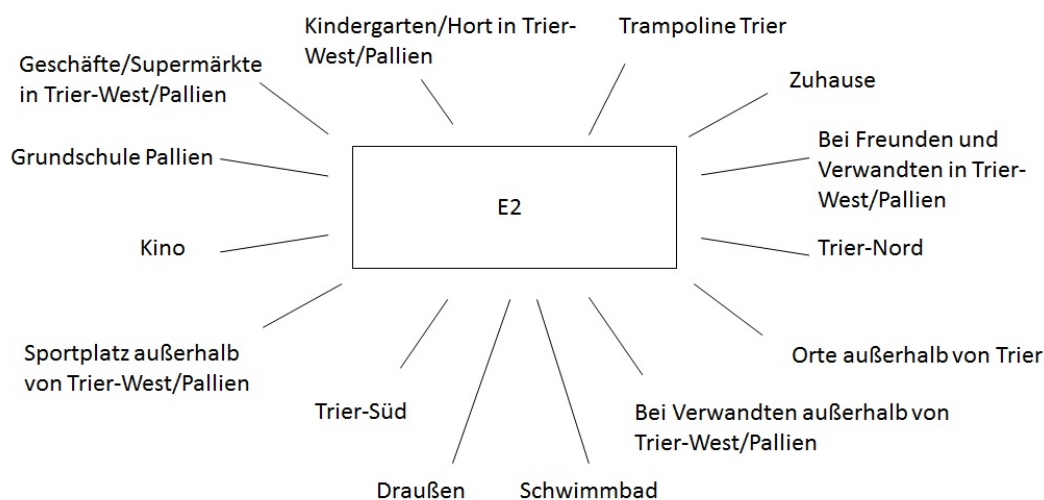 Kindergarten/Hort in Trier-
West/Pallien
Trampoline Trier
Geschäfte/Supermärkte
in Trier-West/Pallien
Zuhause
Grundschule Pallien
Bei Freunden und
Verwandten in Trier-
West/Pallien
E2
Kino
Trier-Nord
Sportplatz außerhalb
von Trier-West/Pallien
Orte außerhalb von Trier
Trier-Süd
Bei Verwandten außerhalb von
Trier-West/Pallien
Draußen
Schwimmbad